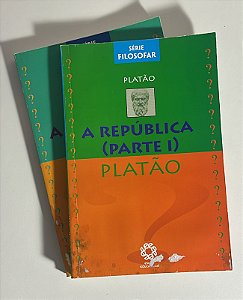 SÉRIE
FILOSOFAR
PLATÃO
A REPÚBLICA
(PARTE I)
PLATÃO